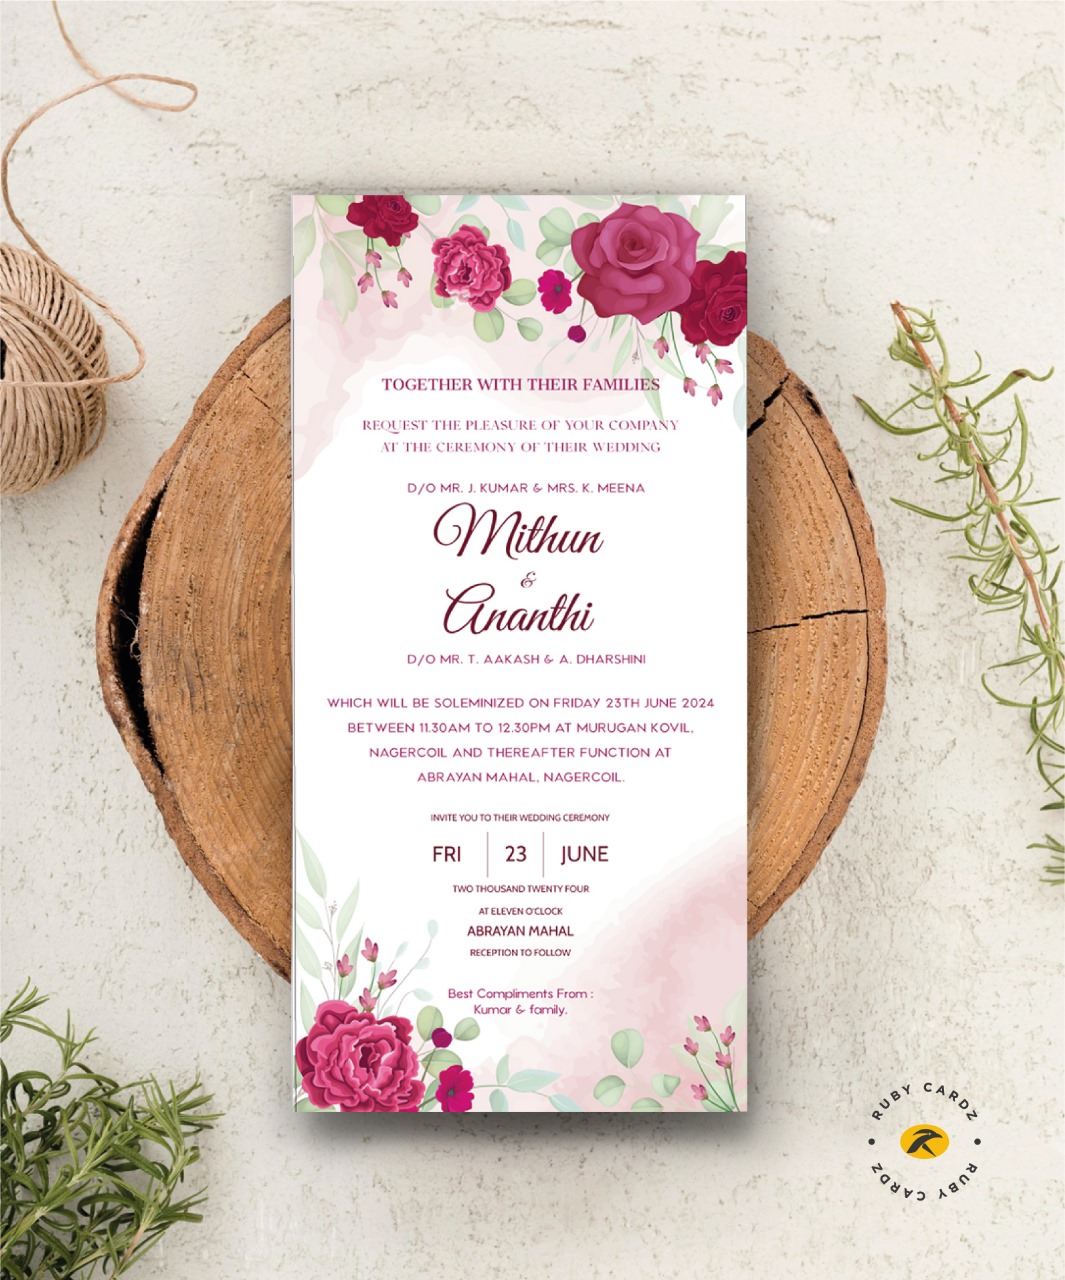 TOGETHER WITH THEIR FAMILIES
REQUEST THE PLEASURE OF YOUR COMPANY
AT THE CEREMONY OF THEIR WEDDING
D/O MR. J. KUMAR & MRS. K. MEENA
Mithun
&
Ananthi
D/O MR. T. AAKASH & A. DHARSHINI
WHICH WILL BE SOLEMINIZED ON FRIDAY 23TH JUNE 2024
BETWEEN 11.30AM TO 12.30PM AT MURUGAN KOVIL,
NAGERCOIL AND THEREAFTER FUNCTION AT
ABRAYAN MAHAL, NAGERCOIL.
INVITE YOU TO THEIR WEDDING CEREMONY
FRI 23 JUNE
TWO THOUSAND TWENTY FOUR
AT ELEVEN O'CLOCK
ABRAYAN MAHAL
RECEPTION TO FOLLOW
Best Compliments From :
Kumar & family.
RUBY CARDZ
RUBY CARDZ